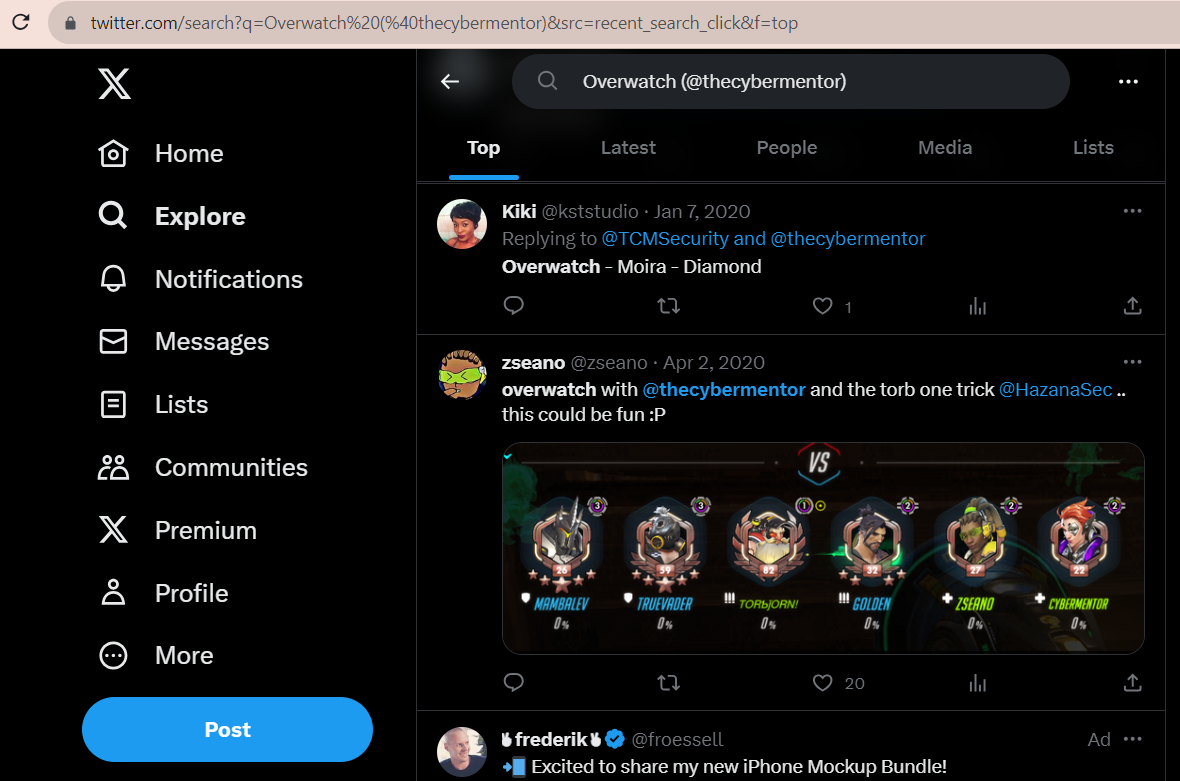 twitter.com/search?q=Overwatch%20(%40thecybermentor)&src=recent_search_click&f=top
Overwatch (@thecybermentor)
Home
Explore
Notifications
Messages
Lists
Communities
Premium
Profile
More
Post
Top Latest People Media Lists
Kiki @kststudio · Jan 7, 2020
Replying to @TCMSecurity and @thecybermentor
Overwatch - Moira - Diamond
1
zseano @zseano · Apr 2, 2020
overwatch with @thecybermentor and the torb one trick @HazanaSec ..
this could be fun :P
VS
3 3 1 2 2 2
26 59 82 32 27 22
MAMBALEV TRUEVADER TORbJORN! GOLDEN ZSEANO CYBERMENTOR
0% 0% 0% 0% 0% 0%
20
frederik @froessell Ad
Excited to share my new iPhone Mockup Bundle!